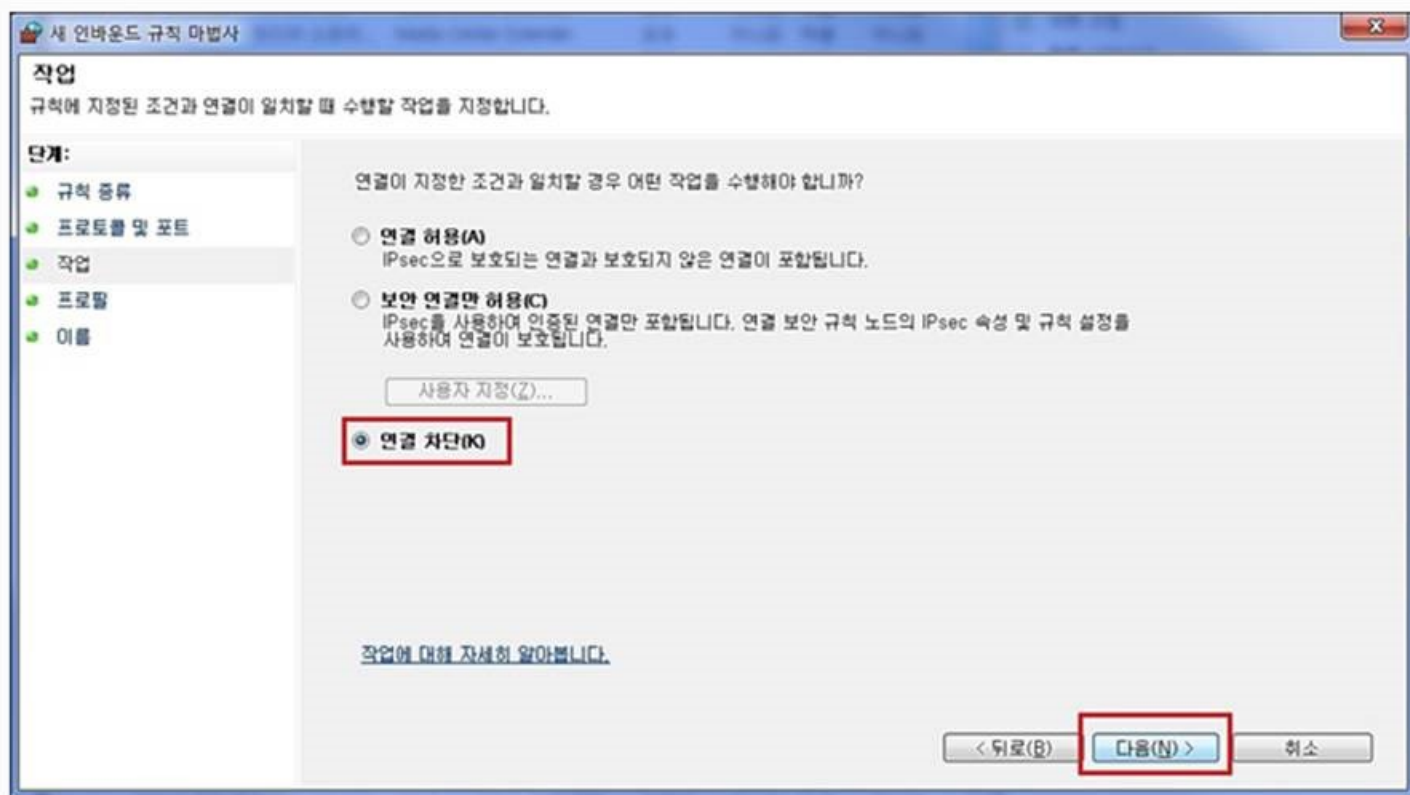 새 인바운드 규칙 마법사
작업
규칙에 지정된 조건과 연결이 일치할 때 수행할 작업을 지정합니다.
단계:
규칙 종류
프로토콜 및 포트
작업
프로필
이름
연결이 지정한 조건과 일치할 경우 어떤 작업을 수행해야 합니까?
연결 허용(A)
IPsec으로 보호되는 연결과 보호되지 않은 연결이 포함됩니다.
보안 연결만 허용(C)
IPsec을 사용하여 인증된 연결만 포함됩니다. 연결 보안 규칙 노드의 IPsec 속성 및 규칙 설정을
사용하여 연결이 보호됩니다.
사용자 지정(Z)...
연결 차단(K)
작업에 대해 자세히 알아봅니다.
< 뒤로(B) 다음(N) > 취소